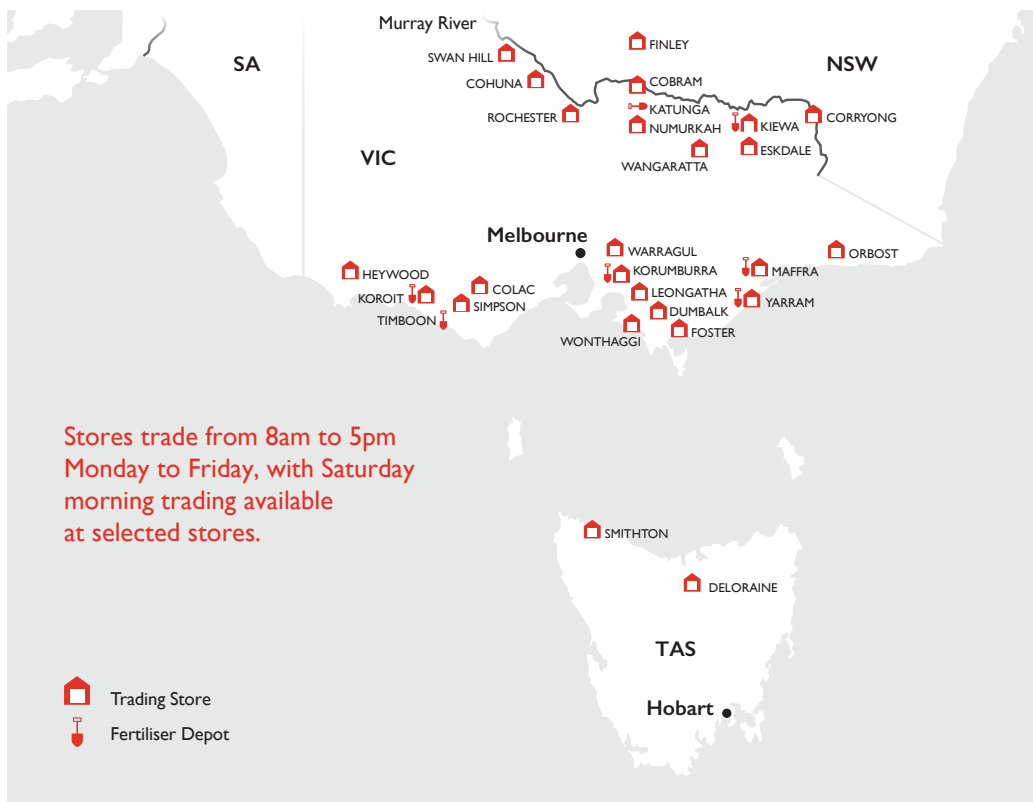 Murray River
SWAN HILL
FINLEY
SA
NSW
COHUNA
COBRAM
KATUNGA
ROCHESTER
NUMURKAH
KIEWA
CORRYONG
VIC
WANGARATTA
ESKDALE
Melbourne
WARRAGUL
ORBOST
HEYWOOD
KORUMBURRA
MAFFRA
KOROIT
COLAC
LEONGATHA
YARRAM
SIMPSON
TIMBOON
DUMBALK
WONTHAGGI
FOSTER
Stores trade from 8am to 5pm
Monday to Friday, with Saturday
morning trading available
at selected stores.
SMITHTON
DELORAINE
TAS
Hobart
Trading Store
Fertiliser Depot